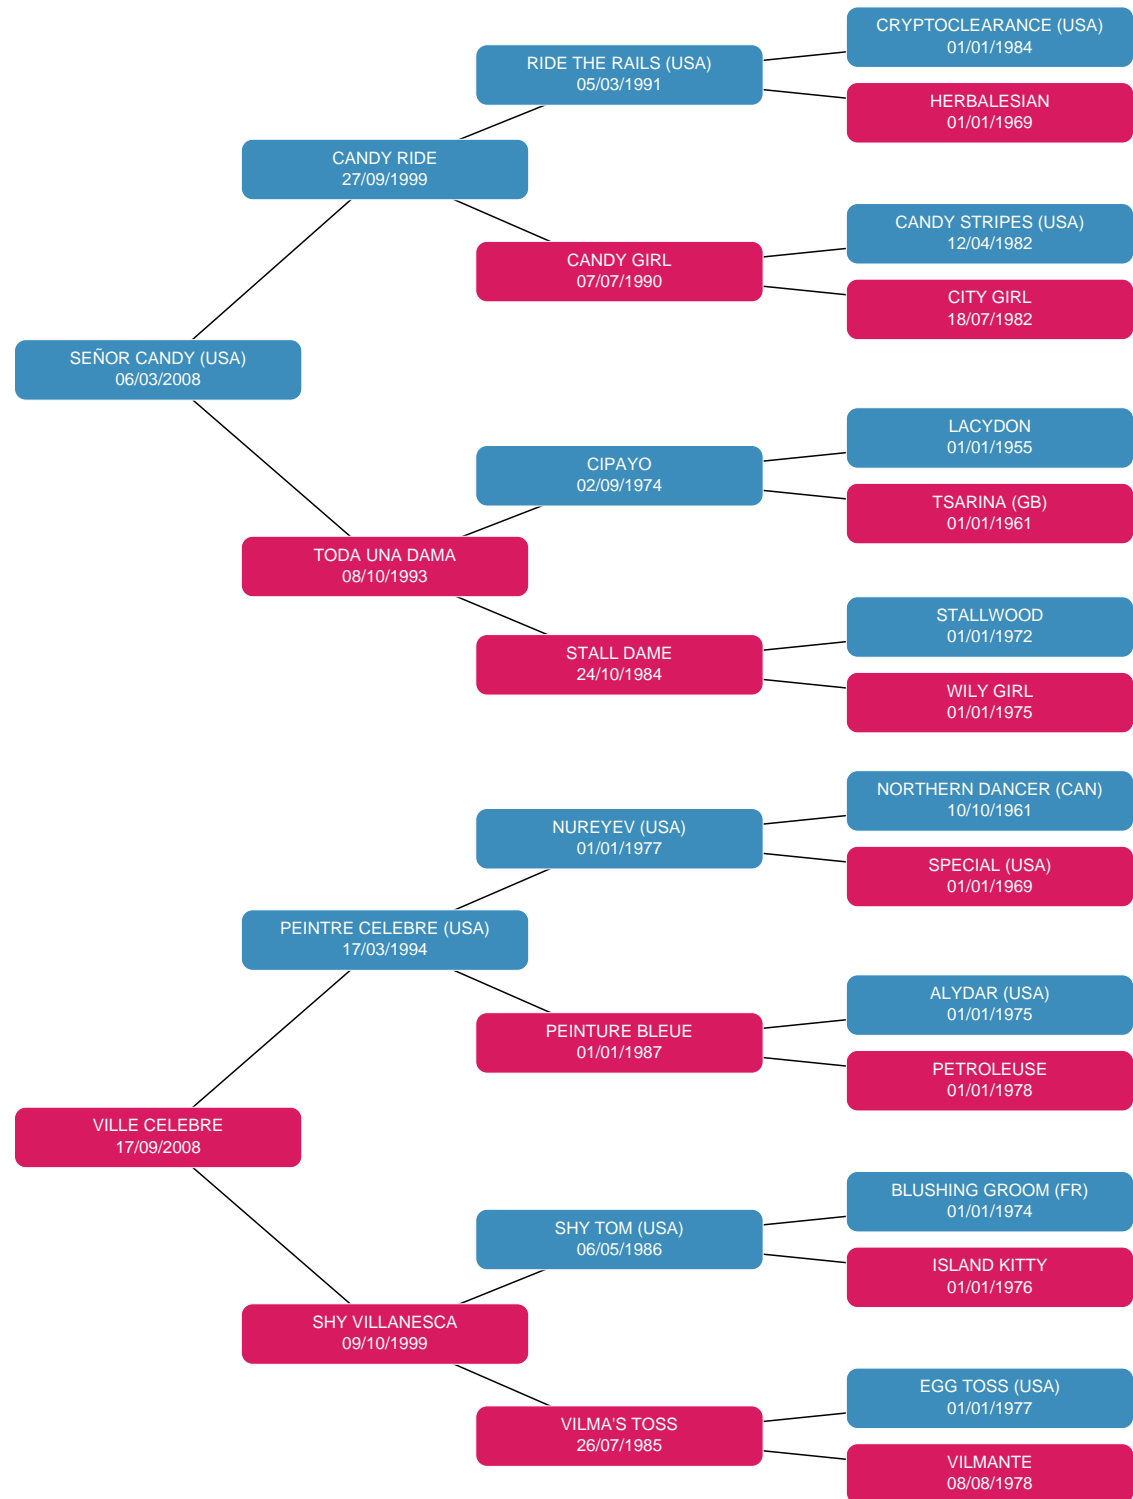 CRYPTOCLEARANCE (USA)
01/01/1984
RIDE THE RAILS (USA)
05/03/1991
HERBALESIAN
01/01/1969
CANDY RIDE
27/09/1999
CANDY STRIPES (USA)
12/04/1982
CANDY GIRL
07/07/1990
CITY GIRL
18/07/1982
SEÑOR CANDY (USA)
06/03/2008
LACYDON
01/01/1955
CIPAYO
02/09/1974
TSARINA (GB)
01/01/1961
TODA UNA DAMA
08/10/1993
STALLWOOD
01/01/1972
STALL DAME
24/10/1984
WILY GIRL
01/01/1975
NORTHERN DANCER (CAN)
10/10/1961
NUREYEV (USA)
01/01/1977
SPECIAL (USA)
01/01/1969
PEINTRE CELEBRE (USA)
17/03/1994
ALYDAR (USA)
01/01/1975
PEINTURE BLEUE
01/01/1987
PETROLEUSE
01/01/1978
VILLE CELEBRE
17/09/2008
BLUSHING GROOM (FR)
01/01/1974
SHY TOM (USA)
06/05/1986
ISLAND KITTY
01/01/1976
SHY VILLANESCA
09/10/1999
EGG TOSS (USA)
01/01/1977
VILMA'S TOSS
26/07/1985
VILMANTE
08/08/1978